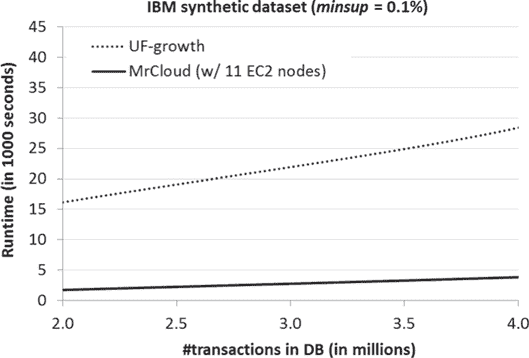 IBM synthetic dataset (minsup = 0.1%)
45
40
35
30
25
20
15
10
5
0
Runtime (in 1000 seconds)
UF-growth
MrCloud (w/ 11 EC2 nodes)
2.0 2.5 3.0 3.5 4.0
#transactions in DB (in millions)